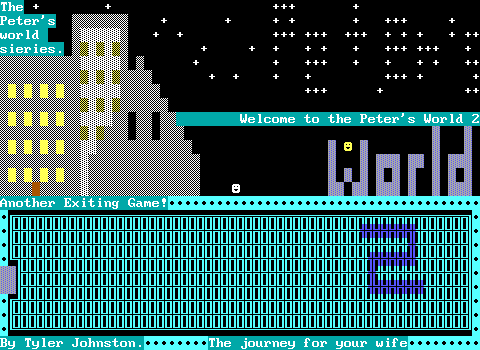 The
Peter's
world
sieries.
Welcome to the Peter's World 2
World
Another Exiting Game!
2
By Tyler Johnston.
The journey for your wife